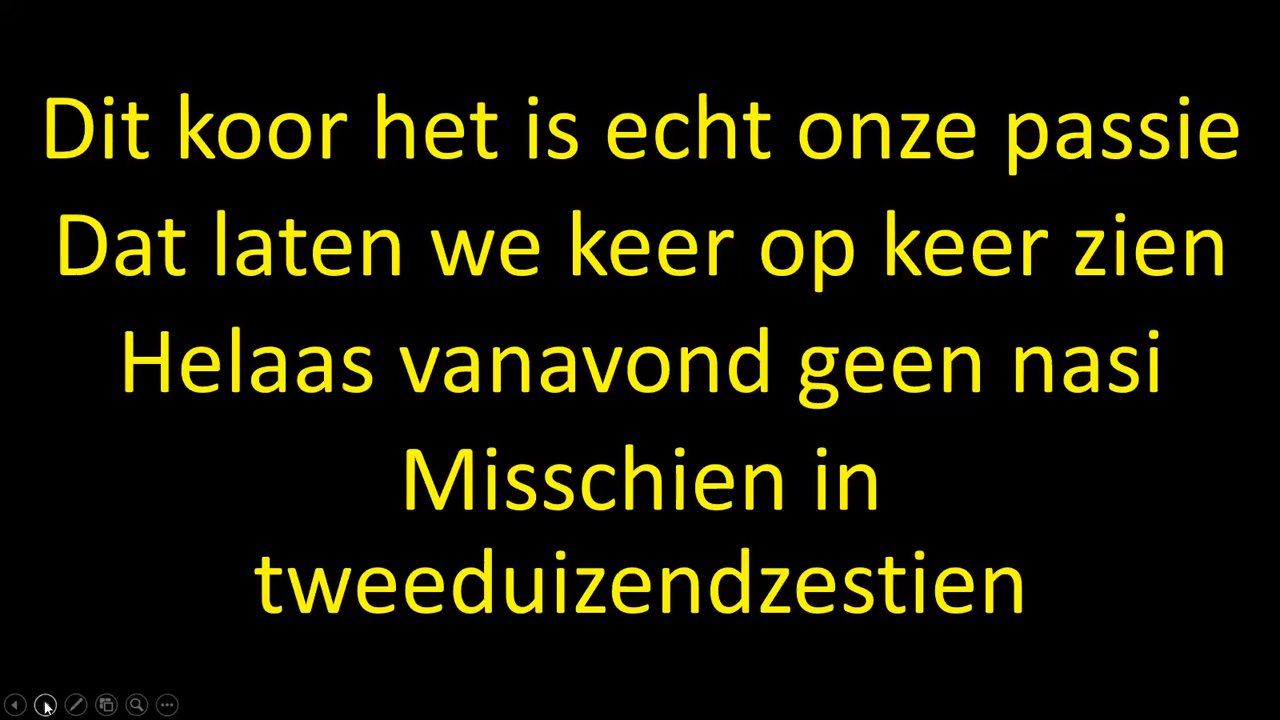 Dit koor het is echt onze passie
Dat laten we keer op keer zien
Helaas vanavond geen nasi
Misschien in
tweeduizendzestien